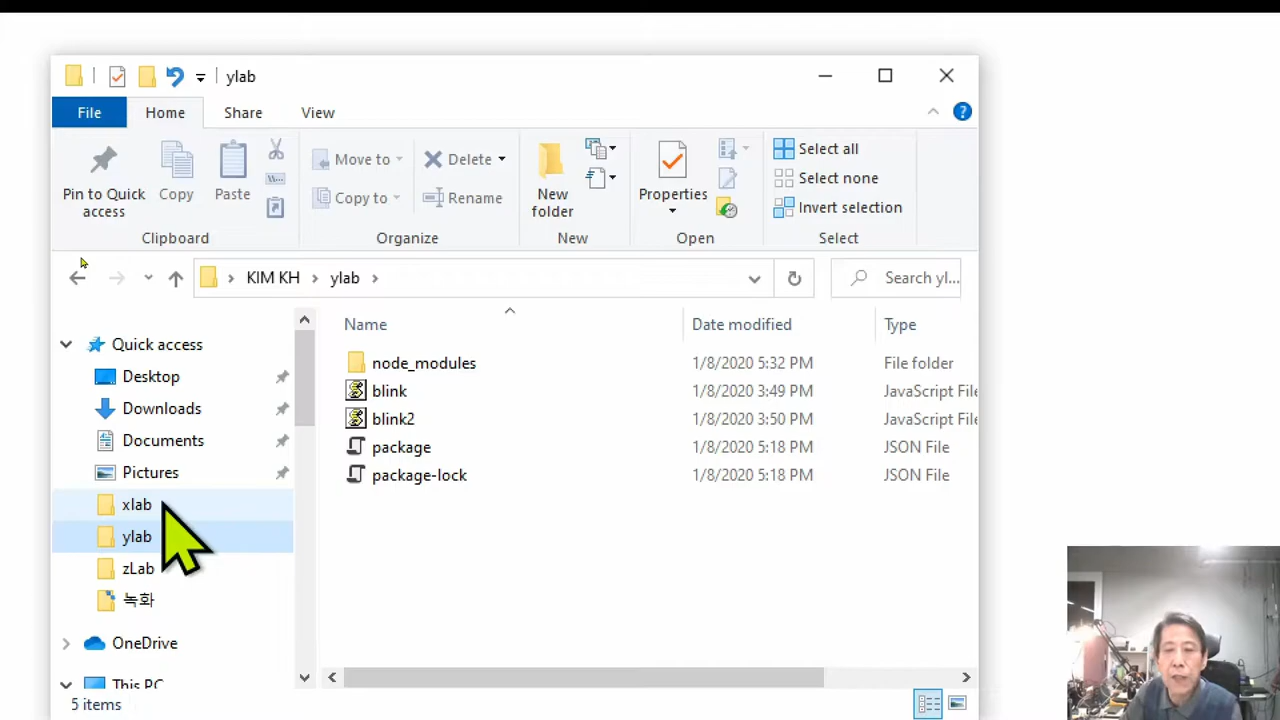 ylab
File Home Share View
Pin to Quick access
Copy
Paste
Move to
Copy to
Delete
Rename
New folder
Properties
Select all
Select none
Invert selection
Clipboard Organize New Open Select
KIM KH ylab
Search yl...
Name Date modified Type
Quick access
Desktop
Downloads
Documents
Pictures
xlab
ylab
zLab
녹화
OneDrive
This PC
node_modules 1/8/2020 5:32 PM File folder
blink 1/8/2020 3:49 PM JavaScript File
blink2 1/8/2020 3:50 PM JavaScript File
package 1/8/2020 5:18 PM JSON File
package-lock 1/8/2020 5:18 PM JSON File
5 items